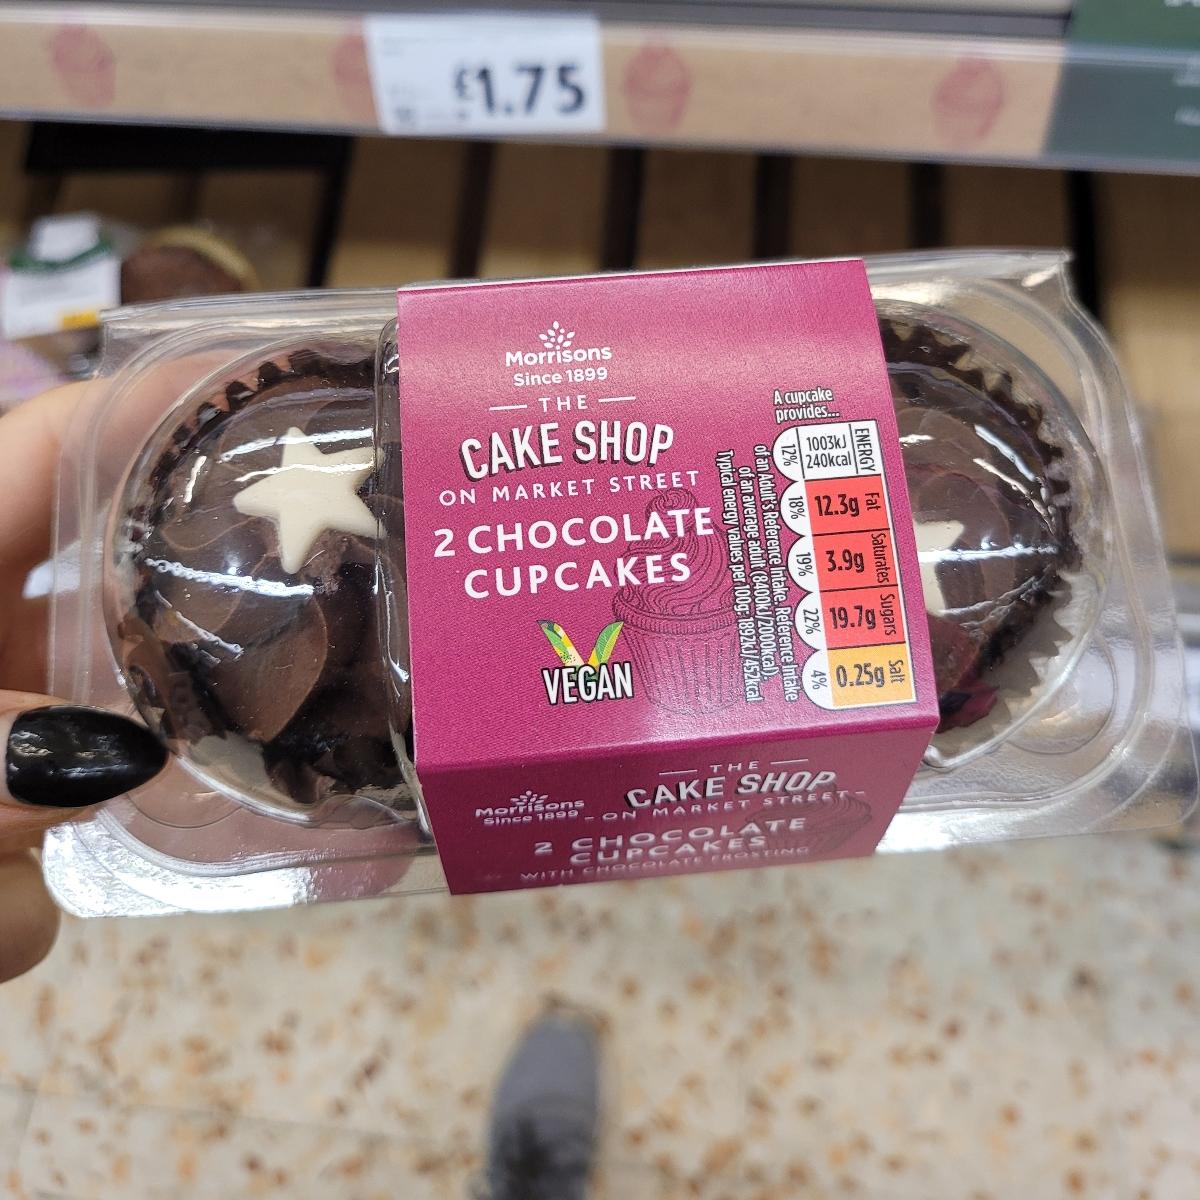 £1.75
Morrisons
Since 1899
THE
CAKE SHOP
ON MARKET STREET
2 CHOCOLATE
CUPCAKES
VEGAN
A cupcake
provides...
ENERGY
1003kJ
240kcal
12%
Fat
12.3g
18%
Saturates
3.9g
19%
Sugars
19.7g
22%
Salt
0.25g
4%
of an Adult's Reference Intake. Reference Intake
of an average adult (8400kJ/2000kcal).
Typical energy values per 100g: 1892kJ/452kcal
THE
CAKE SHOP
ON MARKET STREET
Morrisons
Since 1899
2 CHOCOLATE
CUPCAKES
WITH CHOCOLATE FROSTING